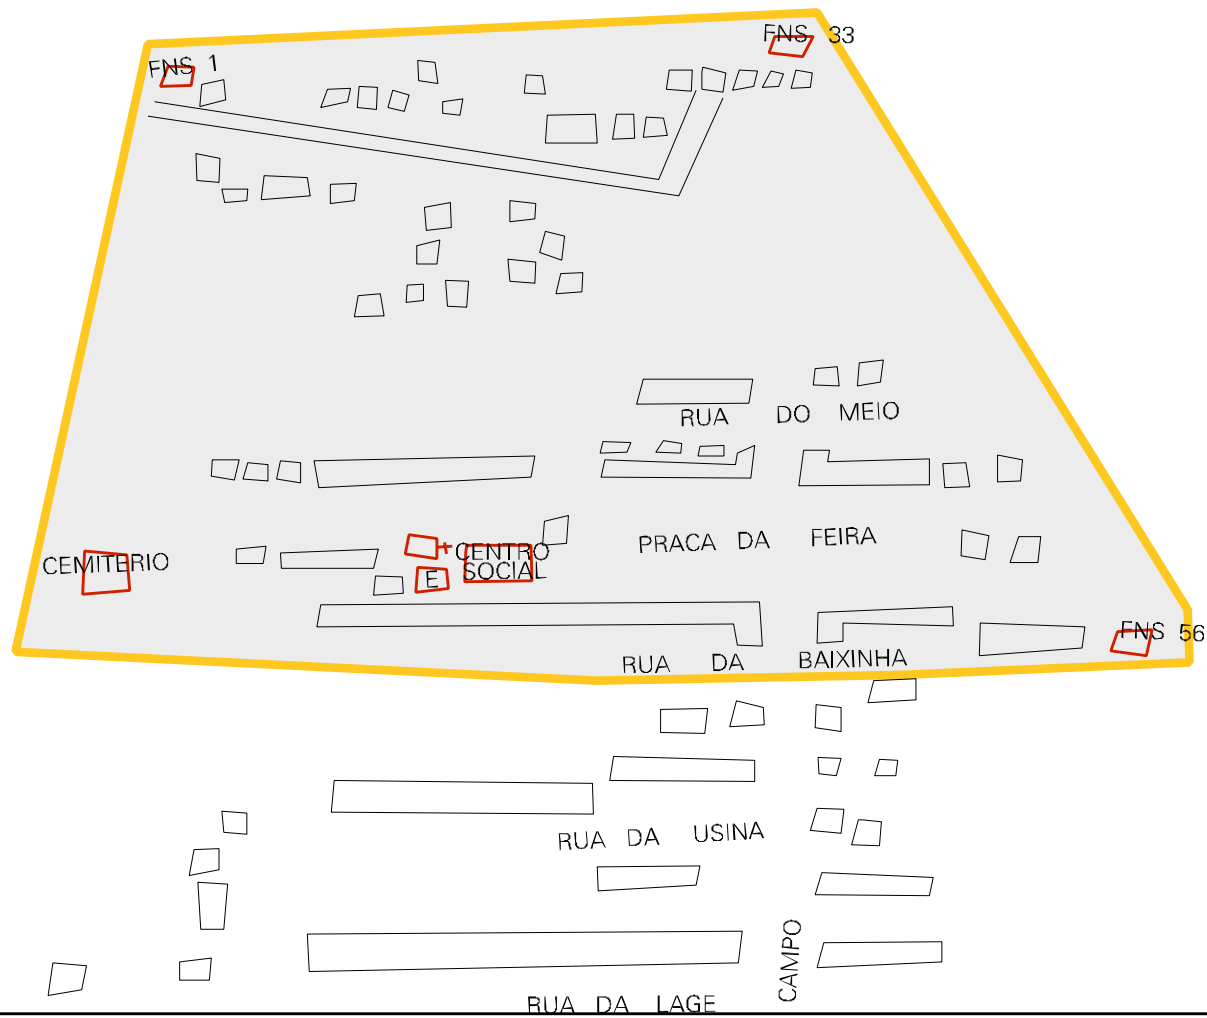 FNS 33
FNS 1
RUA DO MEIO
PRACA DA FEIRA
CENTRO
SOCIAL
CEMITERIO
E
FNS 56
RUA DA BAIXINHA
RUA DA USINA
CAMPO
RUA DA LAGE